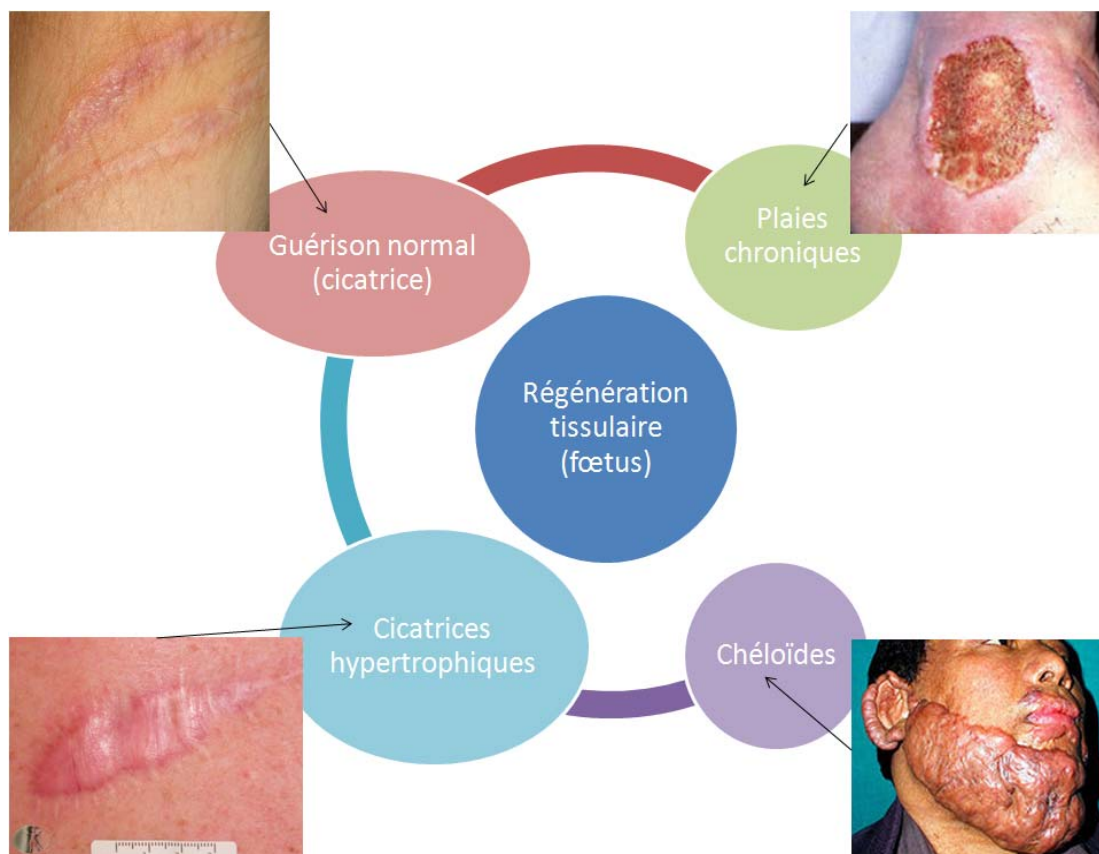 Guérison normal
(cicatrice)
Plaies
chroniques
Régénération
tissulaire
(fœtus)
Cicatrices
hypertrophiques
Chéloïdes